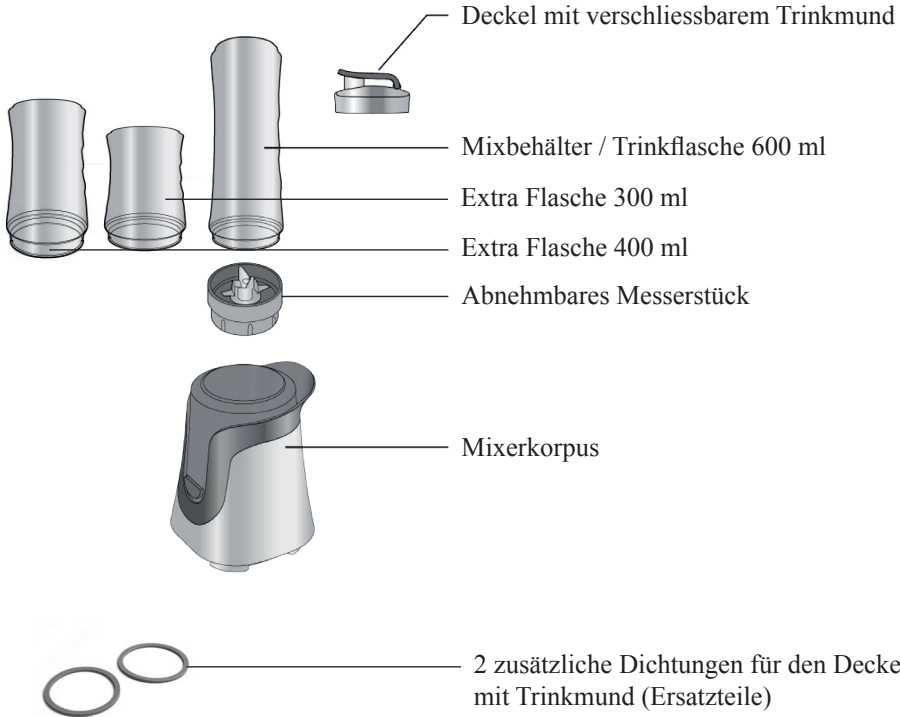 Deckel mit verschliessbarem Trinkmund
Mixbehälter / Trinkflasche 600 ml
Extra Flasche 300 ml
Extra Flasche 400 ml
Abnehmbares Messerstück
Mixerkorpus
2 zusätzliche Dichtungen für den Decke
mit Trinkmund (Ersatzteile)